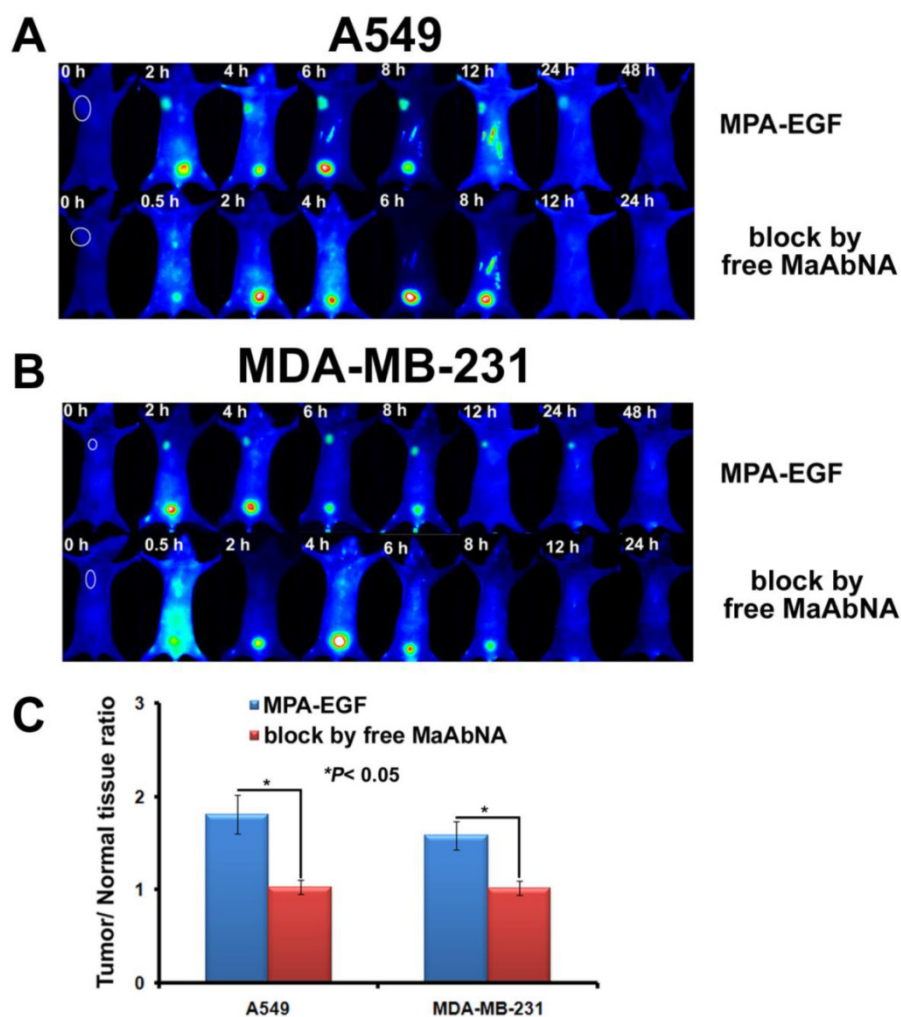 A
A549
0 h 2 h 4 h 6 h 8 h 12 h 24 h 48 h
MPA-EGF
0 h 0.5 h 2 h 4 h 6 h 8 h 12 h 24 h
block by
free MaAbNA
B
MDA-MB-231
0 h 2 h 4 h 6 h 8 h 12 h 24 h 48 h
MPA-EGF
0 h 0.5 h 2 h 4 h 6 h 8 h 12 h 24 h
block by
free MaAbNA
C
Tumor/ Normal tissue ratio
3
2
1
0
MPA-EGF
block by free MaAbNA
*P< 0.05
*
*
A549
MDA-MB-231